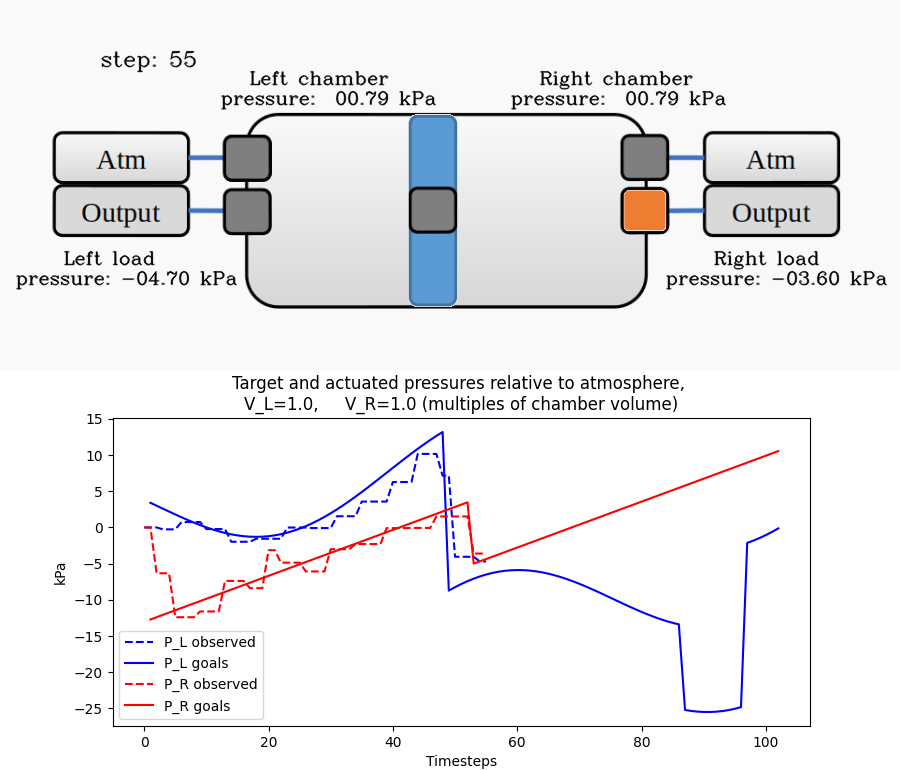 step: 55
Left chamber
pressure:  00.79 kPa
Right chamber
pressure:  00.79 kPa
Atm
Output
Atm
Output
Left load
pressure: −04.70 kPa
Right load
pressure: −03.60 kPa
Target and actuated pressures relative to atmosphere,
V_L=1.0,     V_R=1.0 (multiples of chamber volume)
15
10
5
0
−5
−10
−15
−20
−25
kPa
P_L observed
P_L goals
P_R observed
P_R goals
0 20 40 60 80 100
Timesteps